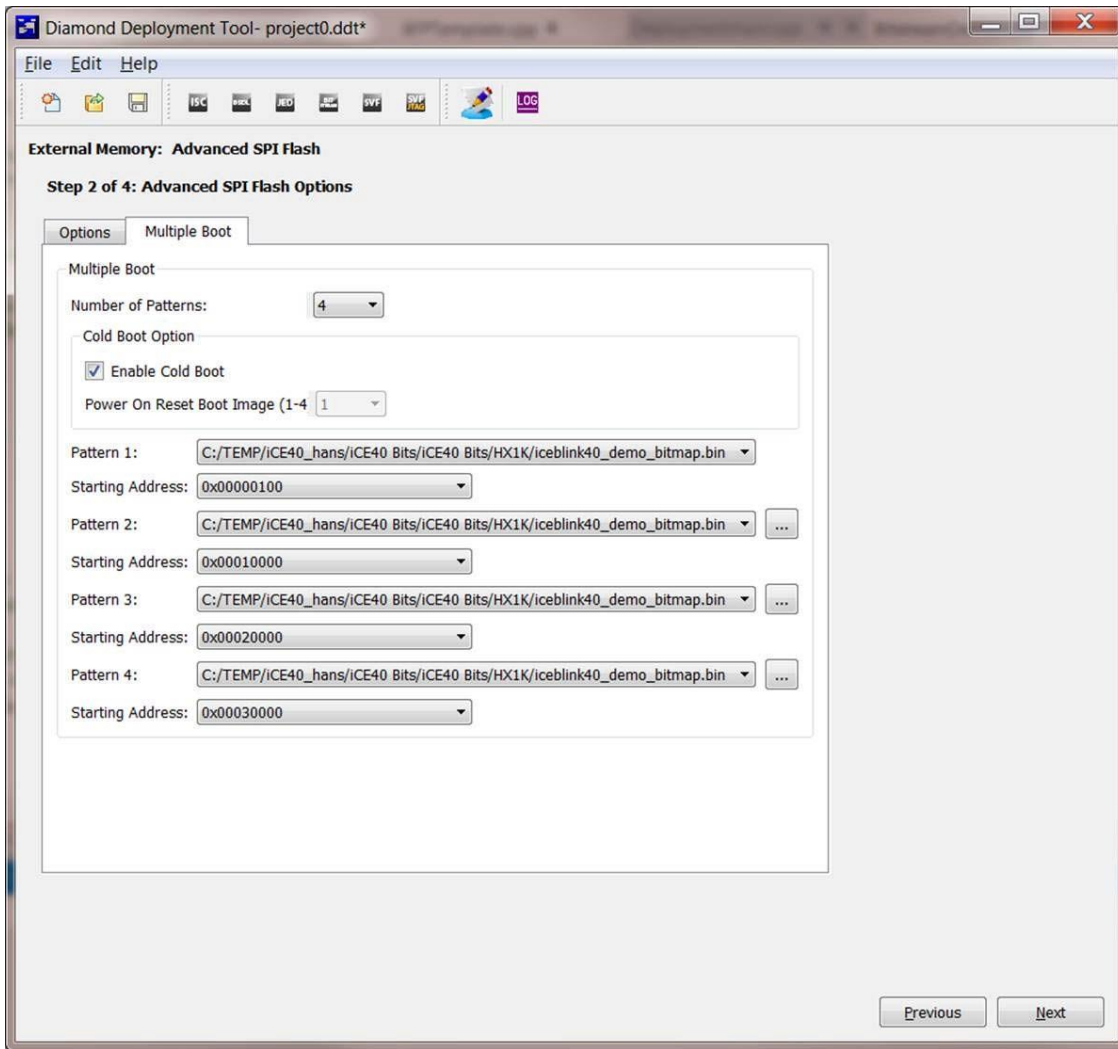 Diamond Deployment Tool- project0.ddt*
File Edit Help
ISC BSDL JED SVF SVF JTAG LOG
External Memory: Advanced SPI Flash
Step 2 of 4: Advanced SPI Flash Options
Options Multiple Boot
Multiple Boot
Number of Patterns: 4
Cold Boot Option
Enable Cold Boot
Power On Reset Boot Image (1-4 1
Pattern 1: C:/TEMP/iCE40_hans/iCE40 Bits/iCE40 Bits/HX1K/iceblink40_demo_bitmap.bin
Starting Address: 0x00000100
Pattern 2: C:/TEMP/iCE40_hans/iCE40 Bits/iCE40 Bits/HX1K/iceblink40_demo_bitmap.bin ...
Starting Address: 0x00010000
Pattern 3: C:/TEMP/iCE40_hans/iCE40 Bits/iCE40 Bits/HX1K/iceblink40_demo_bitmap.bin ...
Starting Address: 0x00020000
Pattern 4: C:/TEMP/iCE40_hans/iCE40 Bits/iCE40 Bits/HX1K/iceblink40_demo_bitmap.bin ...
Starting Address: 0x00030000
Previous Next